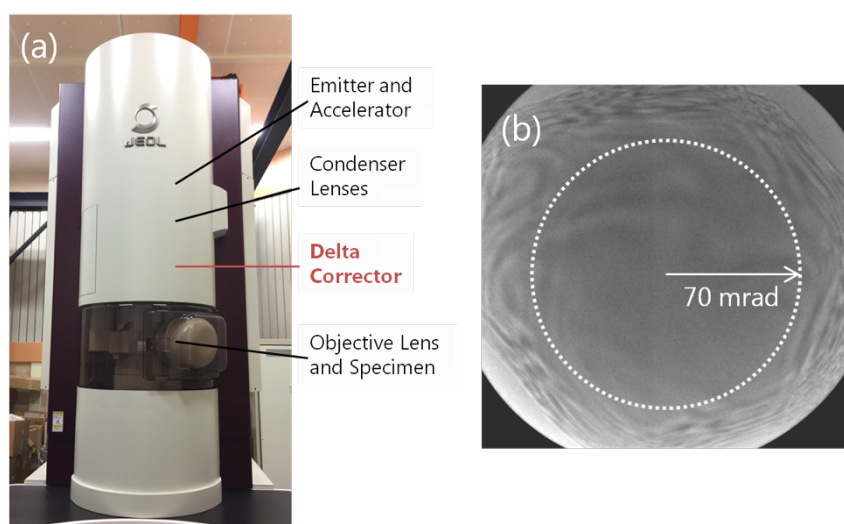 (a)
JEOL
Emitter and
Accelerator
Condenser
Lenses
Delta
Corrector
Objective Lens
and Specimen
(b)
70 mrad